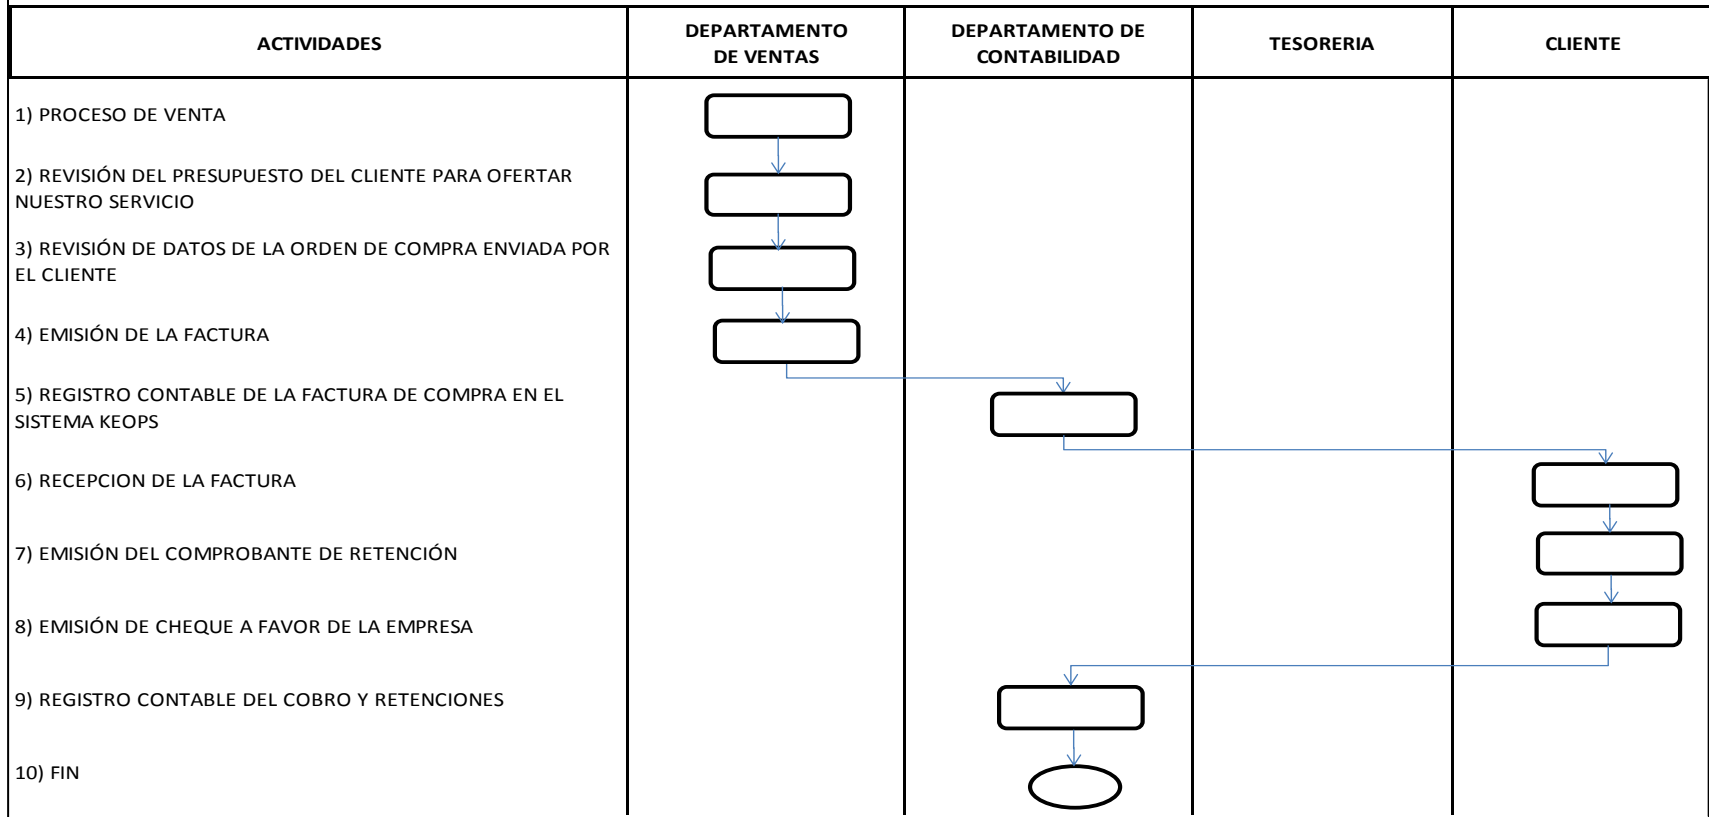 ACTIVIDADES
DEPARTAMENTO
DE VENTAS
DEPARTAMENTO DE
CONTABILIDAD
TESORERIA
CLIENTE
1) PROCESO DE VENTA
2) REVISIÓN DEL PRESUPUESTO DEL CLIENTE PARA OFERTAR
NUESTRO SERVICIO
3) REVISIÓN DE DATOS DE LA ORDEN DE COMPRA ENVIADA POR
EL CLIENTE
4) EMISIÓN DE LA FACTURA
5) REGISTRO CONTABLE DE LA FACTURA DE COMPRA EN EL
SISTEMA KEOPS
6) RECEPCION DE LA FACTURA
7) EMISIÓN DEL COMPROBANTE DE RETENCIÓN
8) EMISIÓN DE CHEQUE A FAVOR DE LA EMPRESA
9) REGISTRO CONTABLE DEL COBRO Y RETENCIONES
10) FIN